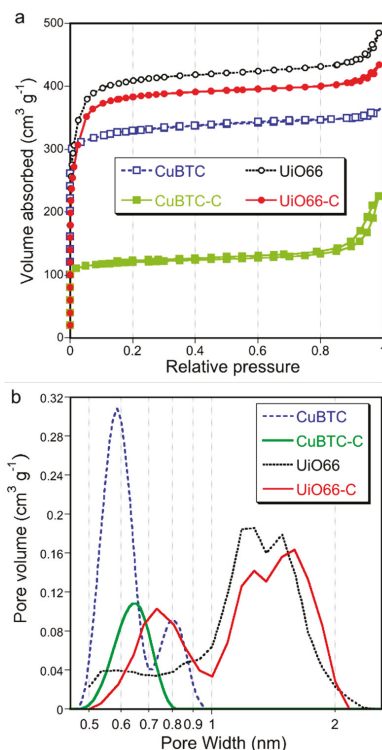 a
500
400
300
200
100
0
Volume absorbed (cm³ g⁻¹)
CuBTC
UiO66
CuBTC-C
UiO66-C
0 0.2 0.4 0.6 0.8 1
Relative pressure
b
0.32
0.28
0.24
0.2
0.16
0.12
0.08
0.04
0
Pore volume (cm³ g⁻¹)
CuBTC
CuBTC-C
UiO66
UiO66-C
0.5 0.6 0.7 0.8 0.9 1 2
Pore Width (nm)